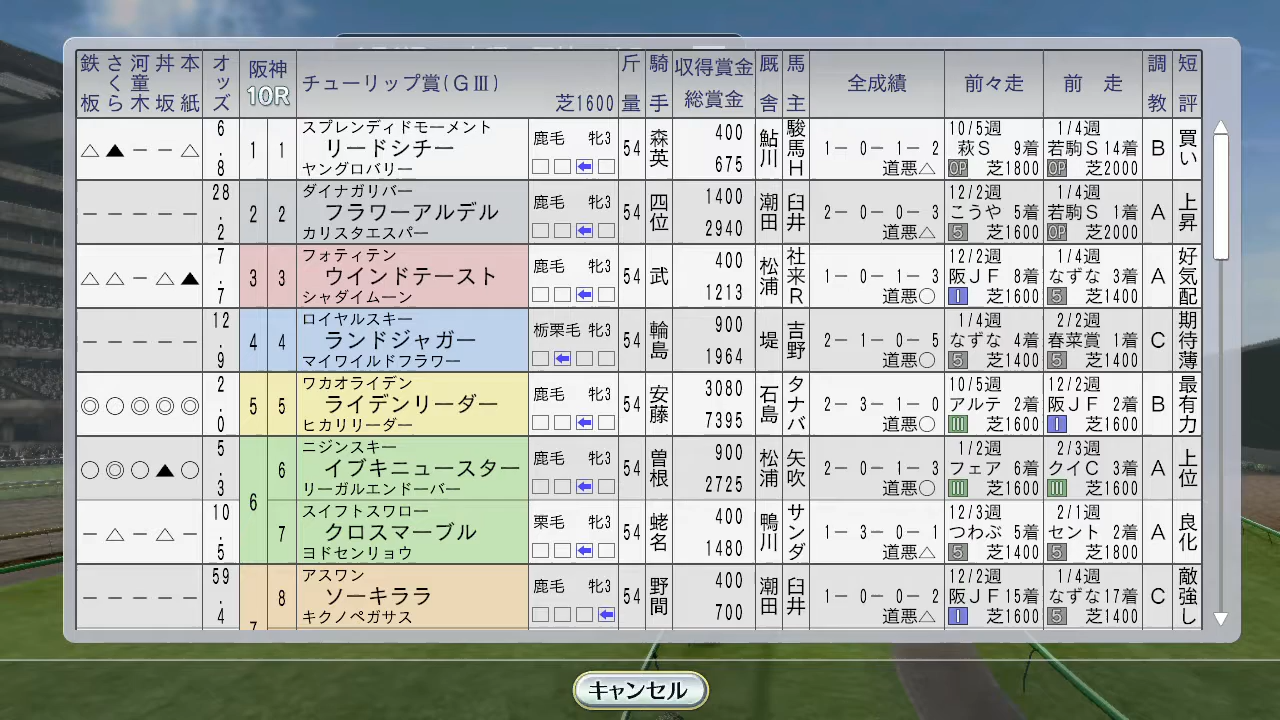 鉄板 さくら 河童木 丼坂 本紙 オッズ 阪神10R チューリップ賞(GⅢ) 芝1600 斤量 騎手 収得賞金 総賞金 厩舎 馬主 全成績 前々走 前走 調教 短評
△ ▲ − − △ 6.8 1 1 スプレンディドモーメント
リードシチー
ヤングロバリー
鹿毛 牝3 54 森英 400 675 鮎川 駿馬H 1− 0− 1− 2 道悪△ 10/5週 萩S 9着 OP 芝1800 1/4週 若駒S 14着 OP 芝2000 B 買い
− − − − − 28.2 2 2 ダイナガリバー
フラワーアルデル
カリスタエスパー
鹿毛 牝3 54 四位 1400 2940 潮田 臼井 2− 0− 0− 3 道悪△ 12/2週 こうや 5着 5 芝1600 1/4週 若駒S 1着 OP 芝2000 A 上昇
△ △ − △ ▲ 7.7 3 3 フォティテン
ウインドテースト
シャダイムーン
鹿毛 牝3 54 武 400 1213 松浦 社来R 1− 0− 1− 3 道悪○ 12/2週 阪JF 8着 Ⅰ 芝1600 1/4週 なずな 3着 5 芝1400 A 好気配
− − − − − 12.9 4 4 ロイヤルスキー
ランドジャガー
マイワイルドフラワー
栃栗毛 牝3 54 輪島 900 1964 堤 吉野 2− 1− 0− 5 道悪○ 1/4週 なずな 4着 5 芝1400 2/2週 春菜賞 1着 5 芝1400 C 期待薄
◎ ○ ◎ ◎ ◎ 2.0 5 5 ワカオライデン
ライデンリーダー
ヒカリリーダー
鹿毛 牝3 54 安藤 3080 7395 石島 タナバ 2− 3− 1− 0 道悪○ 10/5週 アルテ 2着 Ⅲ 芝1600 12/2週 阪JF 2着 Ⅰ 芝1600 B 最有力
○ ◎ ○ ▲ ○ 5.3 6 6 ニジンスキー
イブキニュースター
リーガルエンドーバー
鹿毛 牝3 54 曽根 900 2725 松浦 矢吹 2− 0− 1− 3 道悪○ 1/2週 フェア 6着 Ⅲ 芝1600 2/3週 クイC 3着 Ⅲ 芝1600 A 上位
− △ − △ − 10.5 7 スイフトスワロー
クロスマーブル
ヨドセンリョウ
栗毛 牝3 54 蛯名 400 1480 鴨川 サンダ 1− 3− 0− 1 道悪△ 12/3週 つわぶ 5着 5 芝1400 2/1週 セント 2着 5 芝1800 A 良化
− − − − − 59.4 7 8 アスワン
ソーキララ
キクノペガサス
鹿毛 牝3 54 野間 400 700 潮田 臼井 1− 0− 0− 2 道悪△ 12/2週 阪JF 15着 Ⅰ 芝1600 1/4週 なずな 17着 5 芝1400 C 敵強し
キャンセル